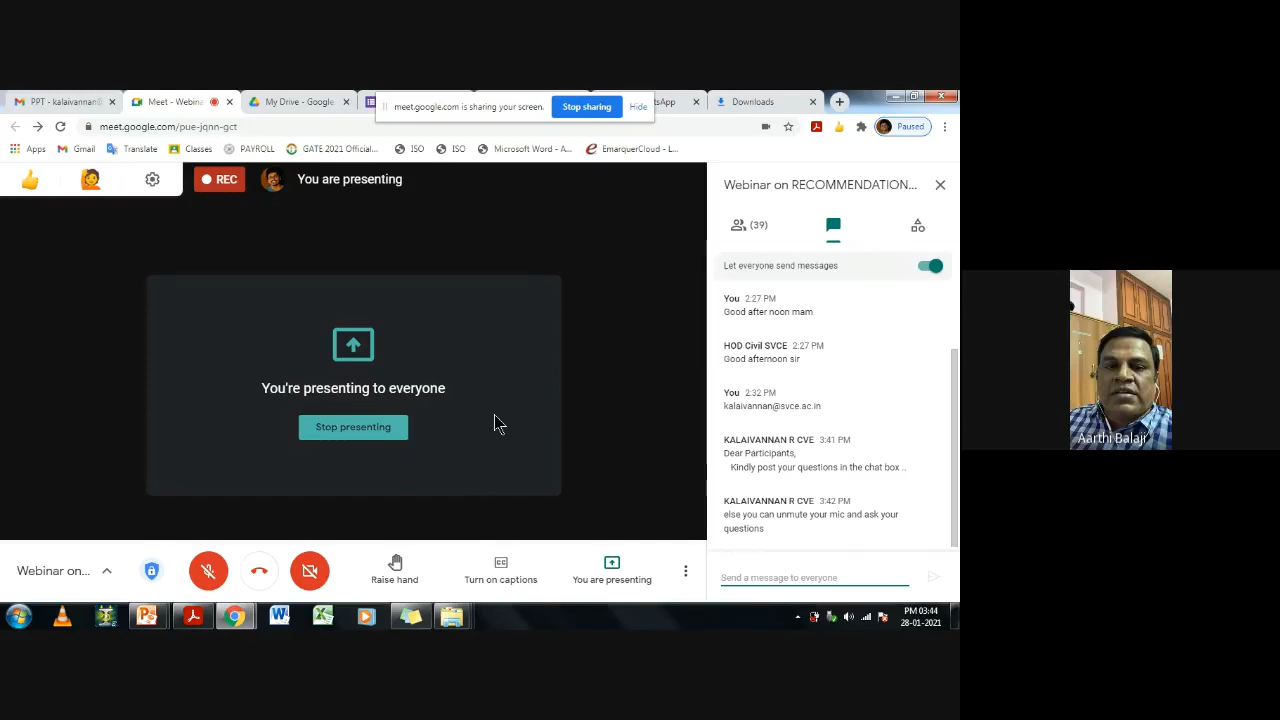 PPT - kalaivannan@
Meet - Webina
My Drive - Google
meet.google.com is sharing your screen.
Stop sharing
Hide
sApp
Downloads
meet.google.com/pue-jqnn-gct
Paused
Apps
Gmail
Translate
Classes
PAYROLL
GATE 2021 Official...
ISO
ISO
Microsoft Word - A...
EmarquerCloud - L...
REC
You are presenting
Webinar on RECOMMENDATION...
(39)
Let everyone send messages
You 2:27 PM
Good after noon mam
HOD Civil SVCE 2:27 PM
Good afternoon sir
You 2:32 PM
kalaivannan@svce.ac.in
KALAIVANNAN R CVE 3:41 PM
Dear Participants,
Kindly post your questions in the chat box ..
KALAIVANNAN R CVE 3:42 PM
else you can unmute your mic and ask your
questions
Send a message to everyone
You're presenting to everyone
Stop presenting
Aarthi Balaji
Webinar on...
Raise hand
CC
Turn on captions
You are presenting
PM 03:44
28-01-2021